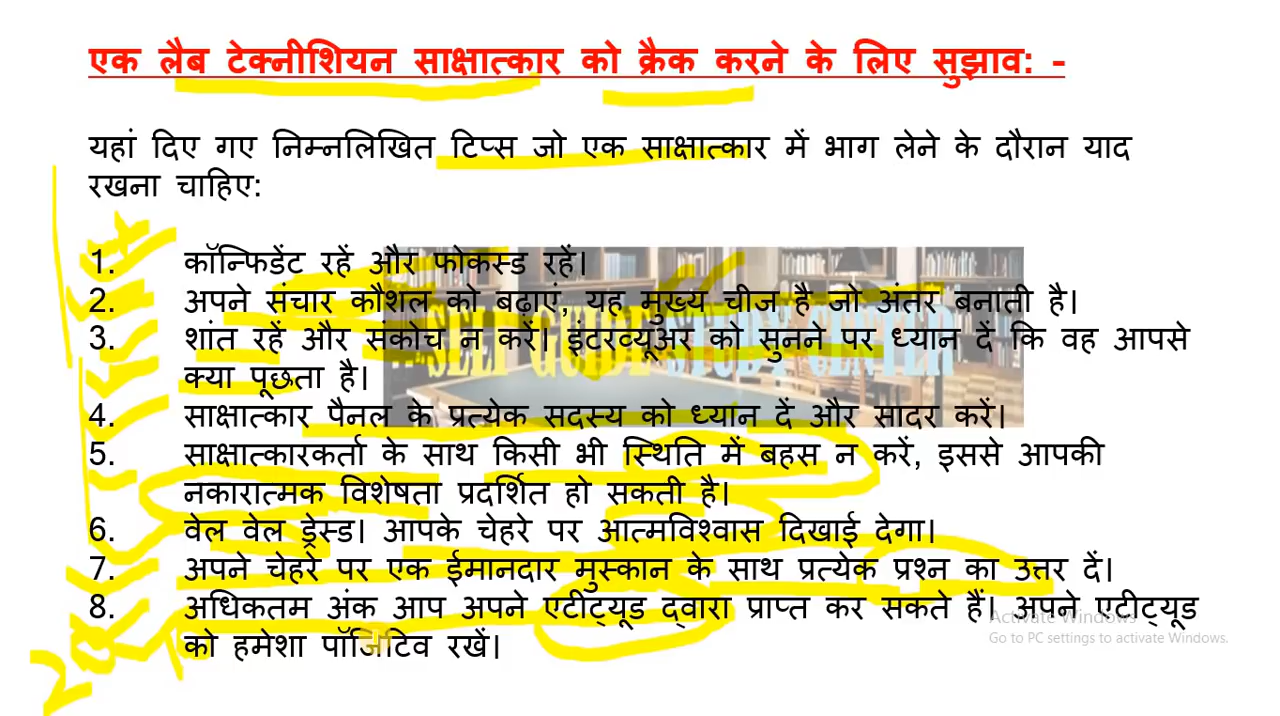 एक लैब टेक्नीशियन साक्षात्कार को क्रैक करने के लिए सुझाव: -
यहां दिए गए निम्नलिखित टिप्स जो एक साक्षात्कार में भाग लेने के दौरान याद
रखना चाहिए:
1. कॉन्फिडेंट रहें और फोकस्ड रहें।
2. अपने संचार कौशल को बढ़ाएं, यह मुख्य चीज है जो अंतर बनाती है।
3. शांत रहें और संकोच न करें। इंटरव्यूअर को सुनने पर ध्यान दें कि वह आपसे
क्या पूछता है।
SELF GUIDE STUDY CENTER
4. साक्षात्कार पैनल के प्रत्येक सदस्य को ध्यान दें और सादर करें।
5. साक्षात्कारकर्ता के साथ किसी भी स्थिति में बहस न करें, इससे आपकी
नकारात्मक विशेषता प्रदर्शित हो सकती है।
6. वेल वेल ड्रेस्ड। आपके चेहरे पर आत्मविश्वास दिखाई देगा।
7. अपने चेहरे पर एक ईमानदार मुस्कान के साथ प्रत्येक प्रश्न का उत्तर दें।
8. अधिकतम अंक आप अपने एटीट्यूड द्वारा प्राप्त कर सकते हैं। अपने एटीट्यूड
को हमेशा पॉजिटिव रखें।
Activate Windows
Go to PC settings to activate Windows.